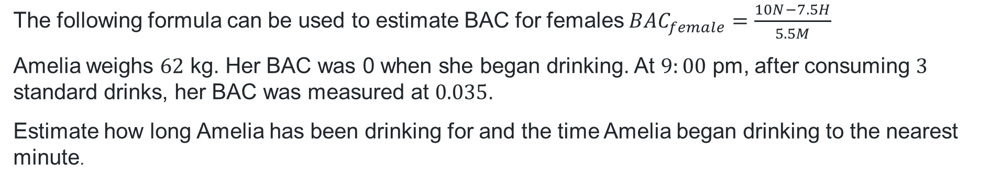 The following formula can be used to estimate BAC for females $BAC_{female} = \frac{10N-7.5H}{5.5M}$
Amelia weighs 62 kg. Her BAC was 0 when she began drinking. At 9:00 pm, after consuming 3
standard drinks, her BAC was measured at 0.035.
Estimate how long Amelia has been drinking for and the time Amelia began drinking to the nearest
minute.